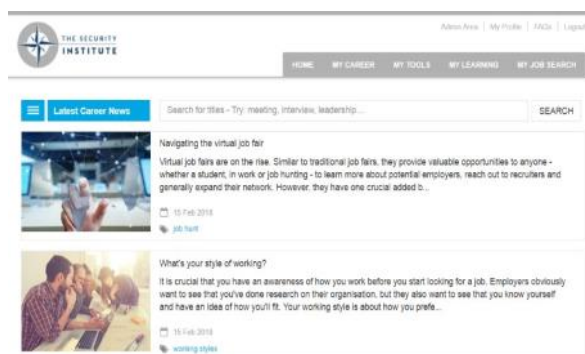 THE SECURITY
INSTITUTE
Admin Area | My Profile | FAQs | Logout
HOME MY CAREER MY TOOLS MY LEARNING MY JOB SEARCH
Latest Career News
Search for titles - Try: meeting, interview, leadership...
SEARCH
Navigating the virtual job fair
Virtual job fairs are on the rise. Similar to traditional job fairs, they provide valuable opportunities to anyone -
whether a student, in work or job hunting - to learn more about potential employers, reach out to recruiters and
generally expand their network. However, they have one crucial added b...
15 Feb 2018
job hunt
What's your style of working?
It is crucial that you have an awareness of how you work before you start looking for a job. Employers obviously
want to see that you've done research on their organisation, but they also want to see that you know yourself
and have an idea of how you'll fit. Your working style is about how you prefe...
15 Feb 2018
working styles